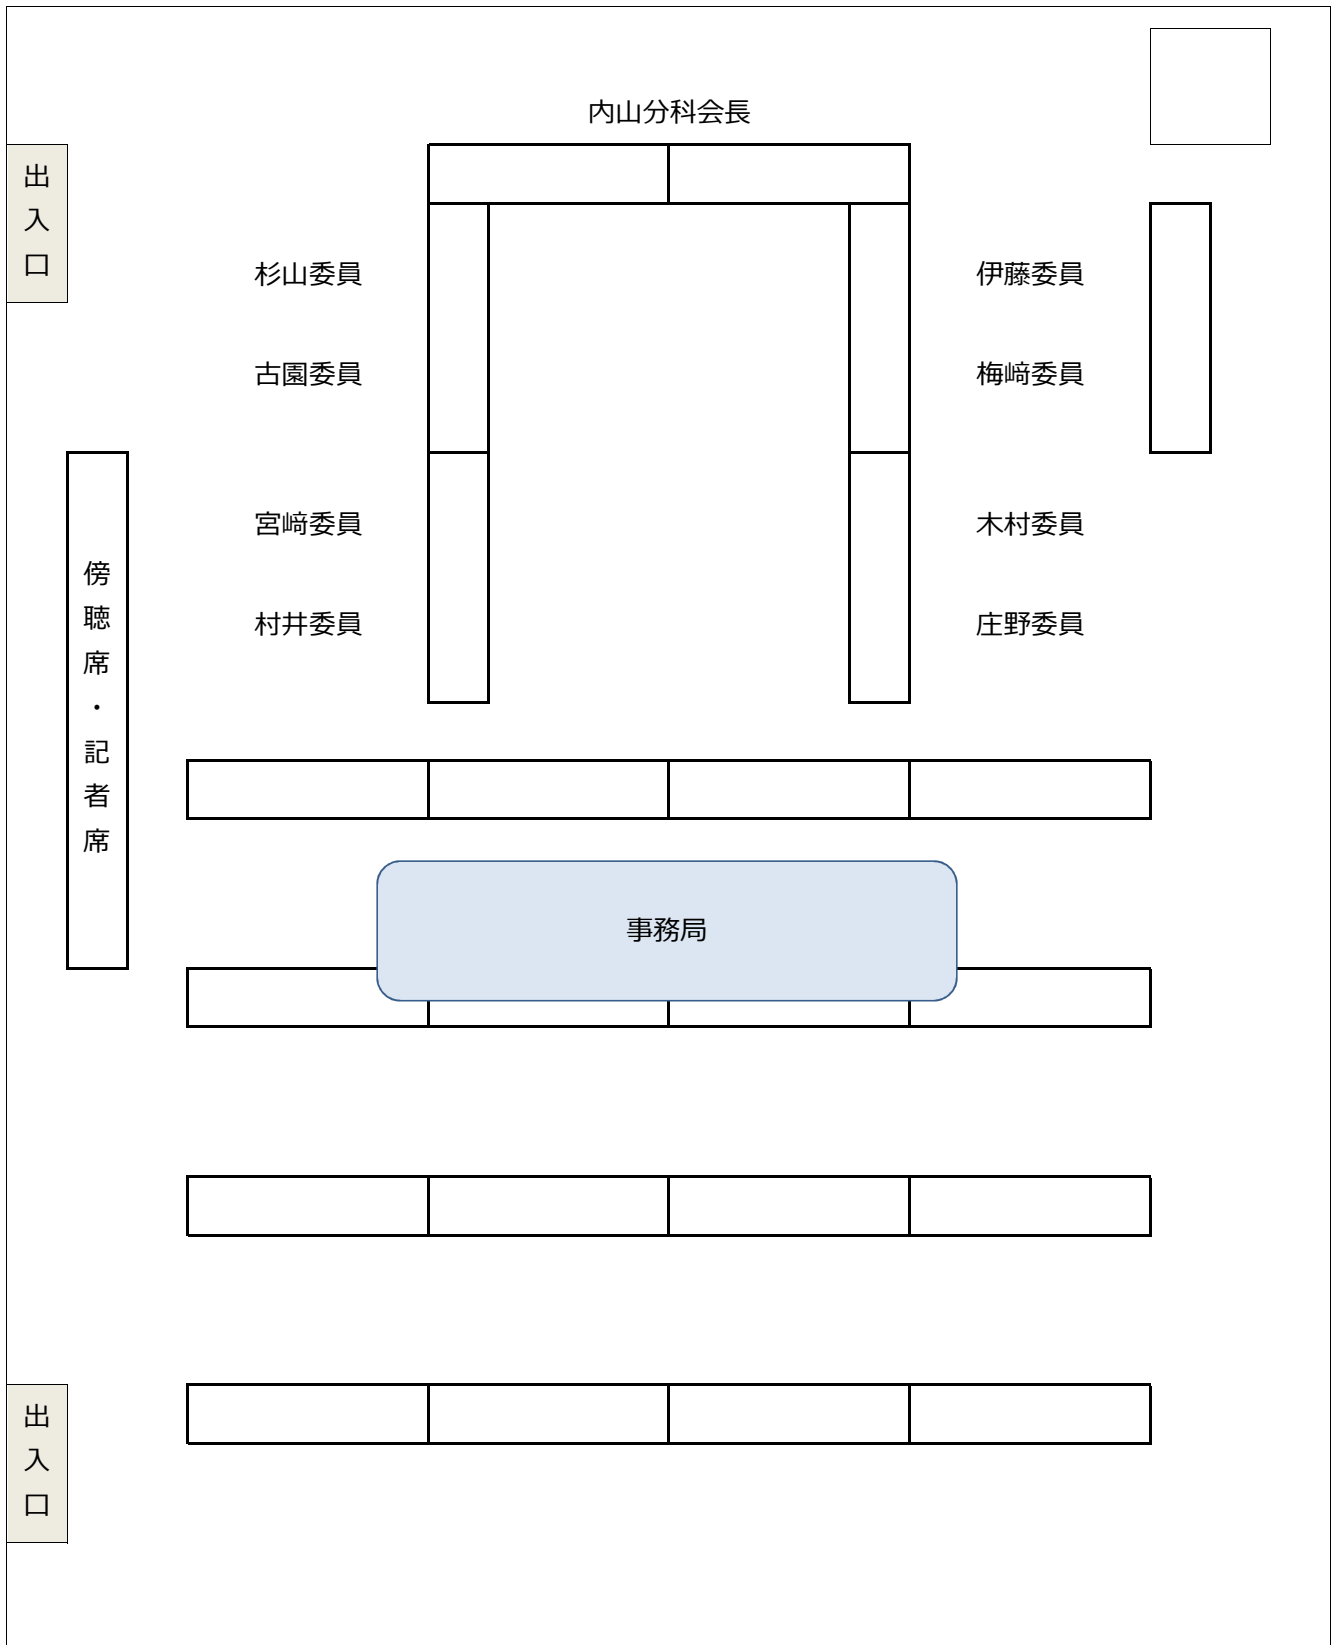 内山分科会長
出入口
杉山委員
伊藤委員
古園委員
梅﨑委員
宮﨑委員
木村委員
傍聴席・記者席
村井委員
庄野委員
事務局
出入口